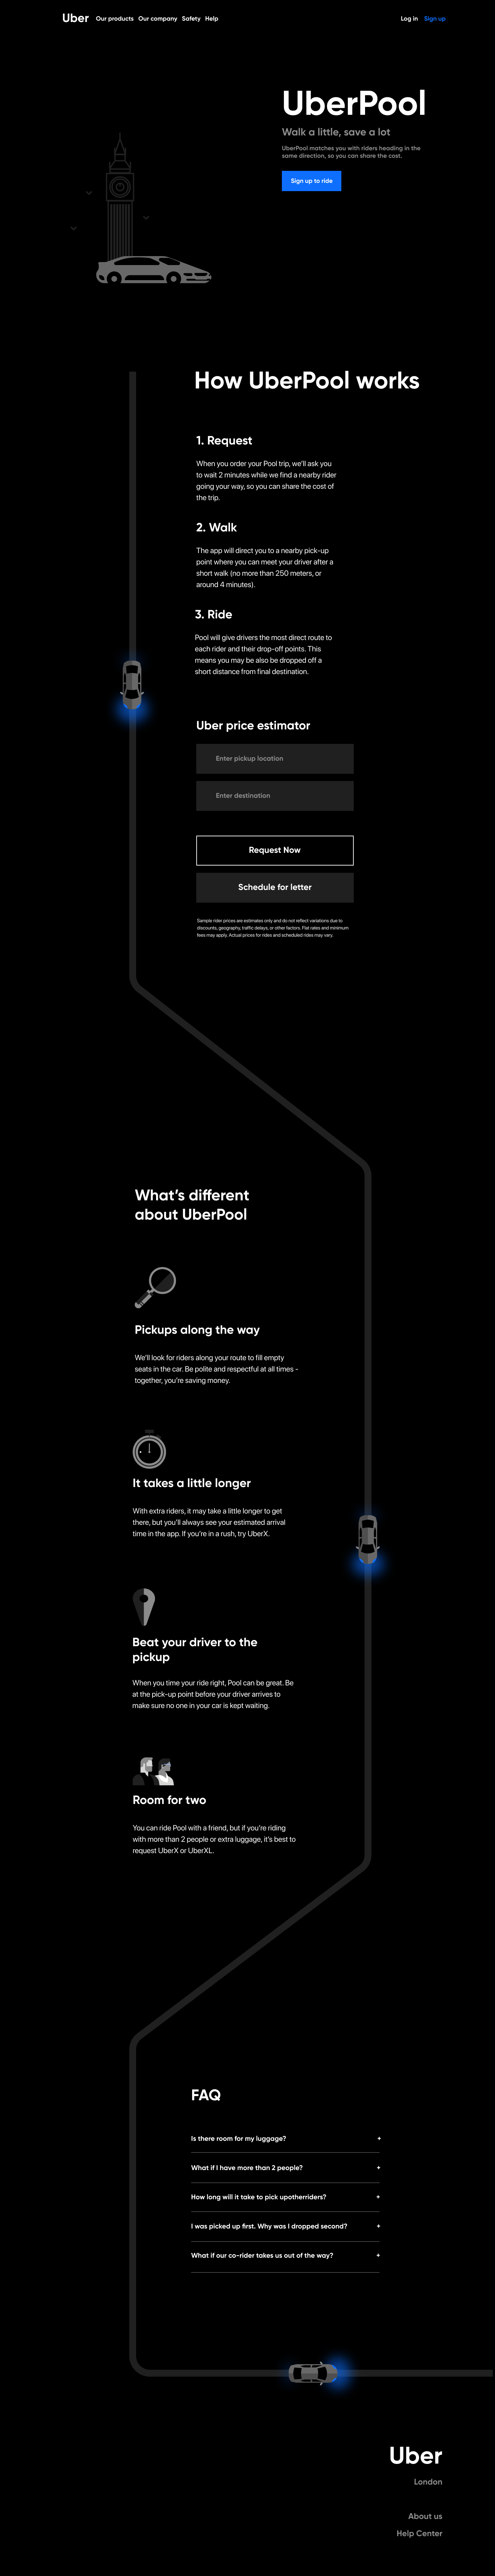 Uber Our products Our company Safety Help Log in Sign up
UberPool
Walk a little, save a lot
UberPool matches you with riders heading in the
same direction, so you can share the cost.
Sign up to ride
How UberPool works
1. Request
When you order your Pool trip, we'll ask you
to wait 2 minutes while we find a nearby rider
going your way, so you can share the cost of
the trip.
2. Walk
The app will direct you to a nearby pick-up
point where you can meet your driver after a
short walk (no more than 250 meters, or
around 4 minutes).
3. Ride
Pool will give drivers the most direct route to
each rider and their drop-off points. This
means you may be also be dropped off a
short distance from final destination.
Uber price estimator
Enter pickup location
Enter destination
Request Now
Schedule for letter
Sample rider prices are estimates only and do not reflect variations due to
discounts, geography, traffic delays, or other factors. Flat rates and minimum
fees may apply. Actual prices for rides and scheduled rides may vary.
What's different
about UberPool
Pickups along the way
We'll look for riders along your route to fill empty
seats in the car. Be polite and respectful at all times -
together, you're saving money.
It takes a little longer
With extra riders, it may take a little longer to get
there, but you'll always see your estimated arrival
time in the app. If you're in a rush, try UberX.
Beat your driver to the
pickup
When you time your ride right, Pool can be great. Be
at the pick-up point before your driver arrives to
make sure no one in your car is kept waiting.
Room for two
You can ride Pool with a friend, but if you're riding
with more than 2 people or extra luggage, it's best to
request UberX or UberXL.
FAQ
Is there room for my luggage? +
What if I have more than 2 people? +
How long will it take to pick upotherriders? +
I was picked up first. Why was I dropped second? +
What if our co-rider takes us out of the way? +
Uber
London
About us
Help Center